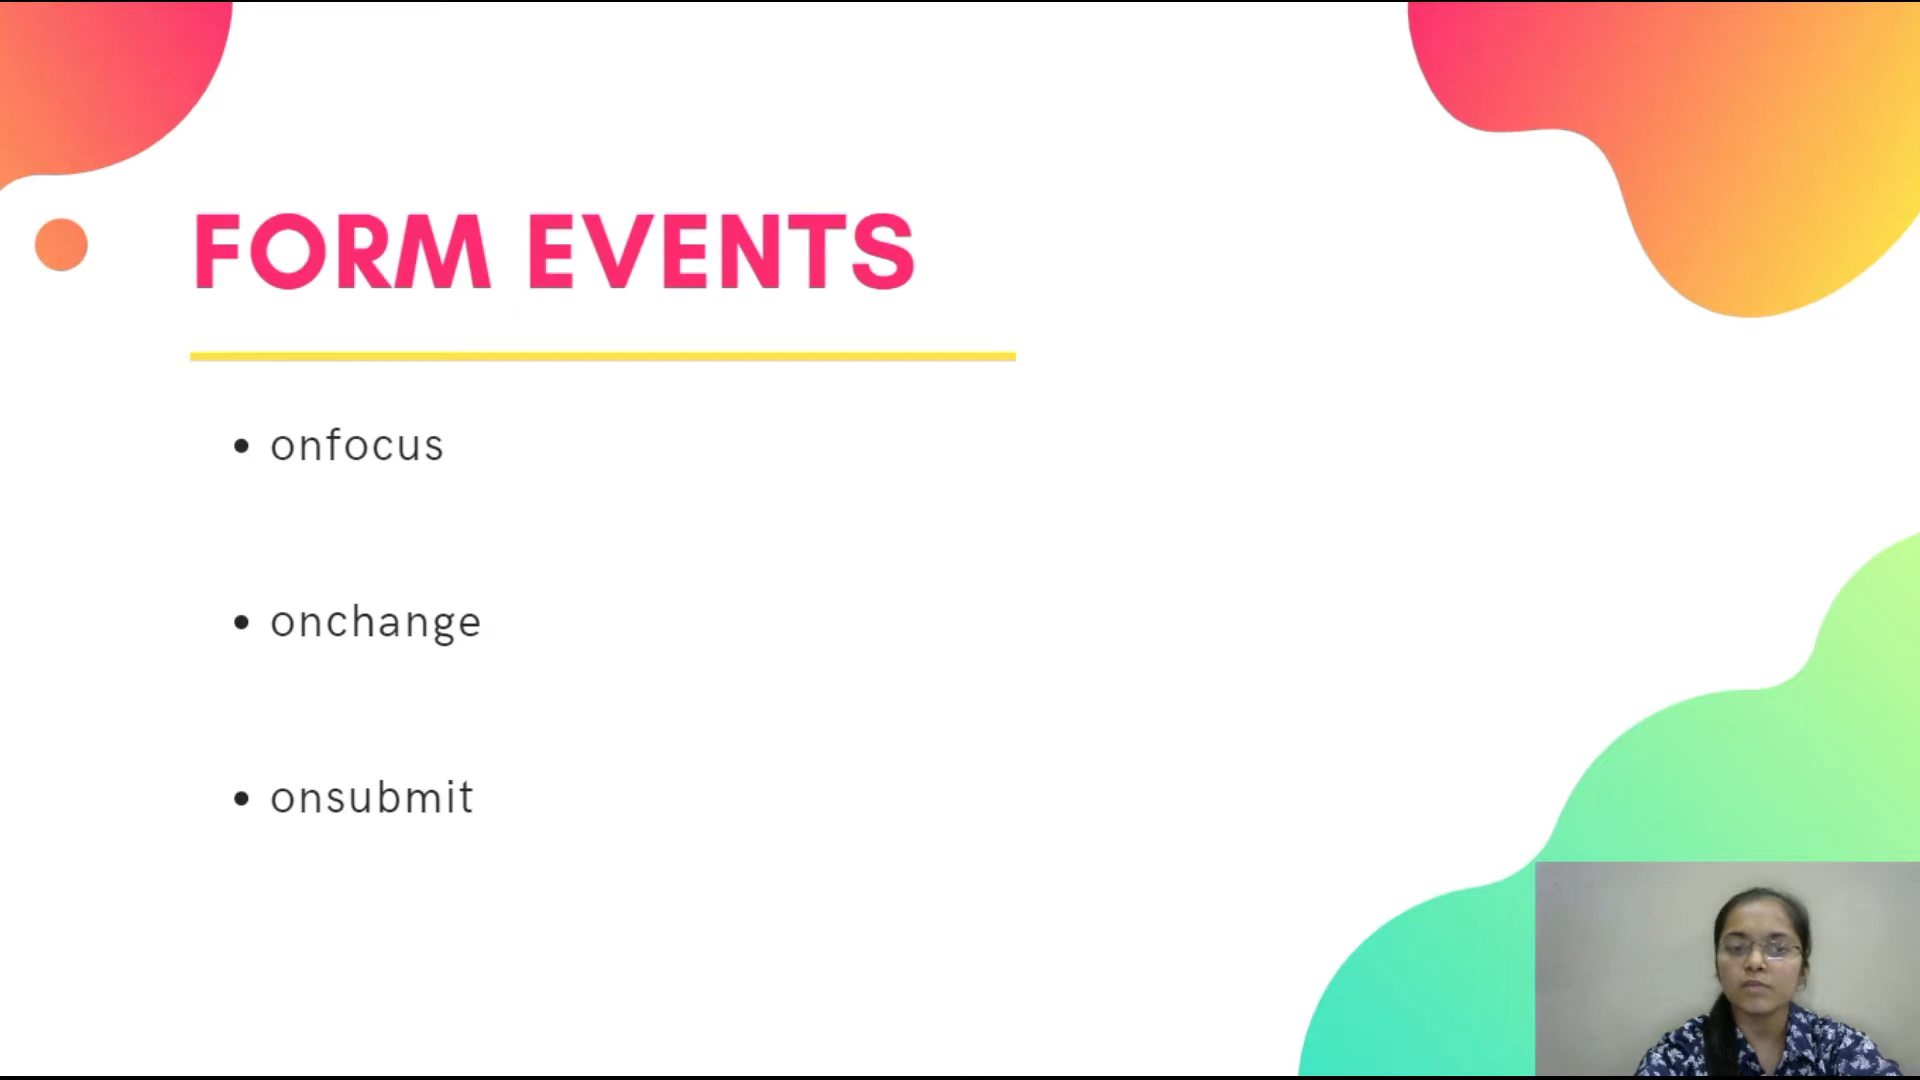 FORM EVENTS
• onfocus
• onchange
• onsubmit